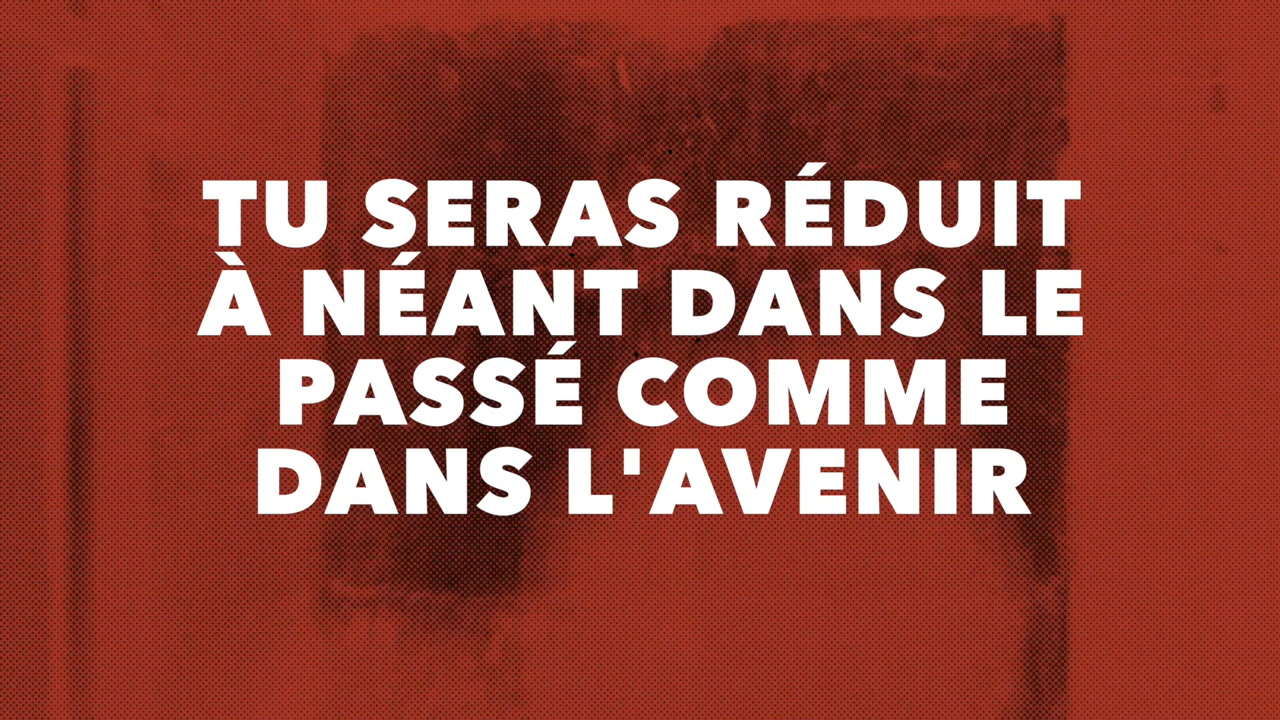 TU SERAS RÉDUIT
À NÉANT DANS LE
PASSÉ COMME
DANS L'AVENIR